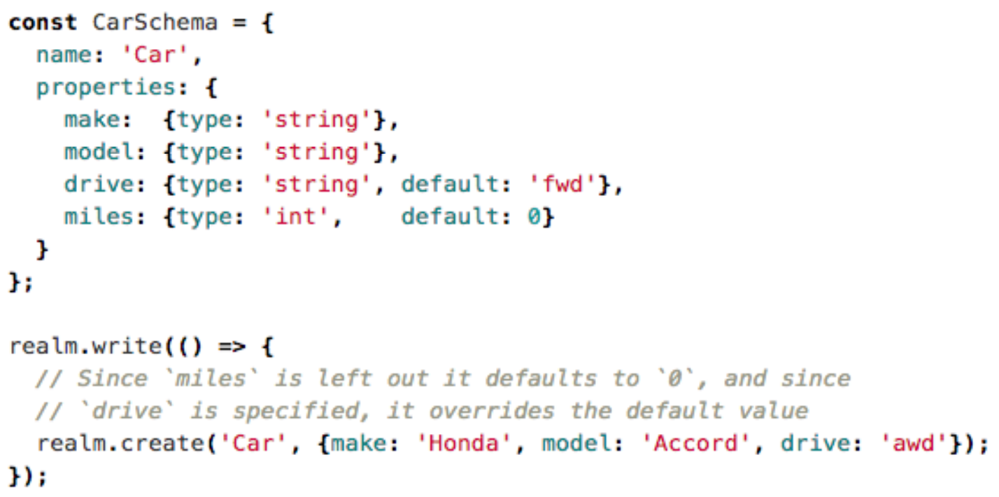 const CarSchema = {
  name: 'Car',
  properties: {
    make:  {type: 'string'},
    model: {type: 'string'},
    drive: {type: 'string', default: 'fwd'},
    miles: {type: 'int',    default: 0}
  }
};

realm.write(() => {
  // Since `miles` is left out it defaults to `0`, and since
  // `drive` is specified, it overrides the default value
  realm.create('Car', {make: 'Honda', model: 'Accord', drive: 'awd'});
});